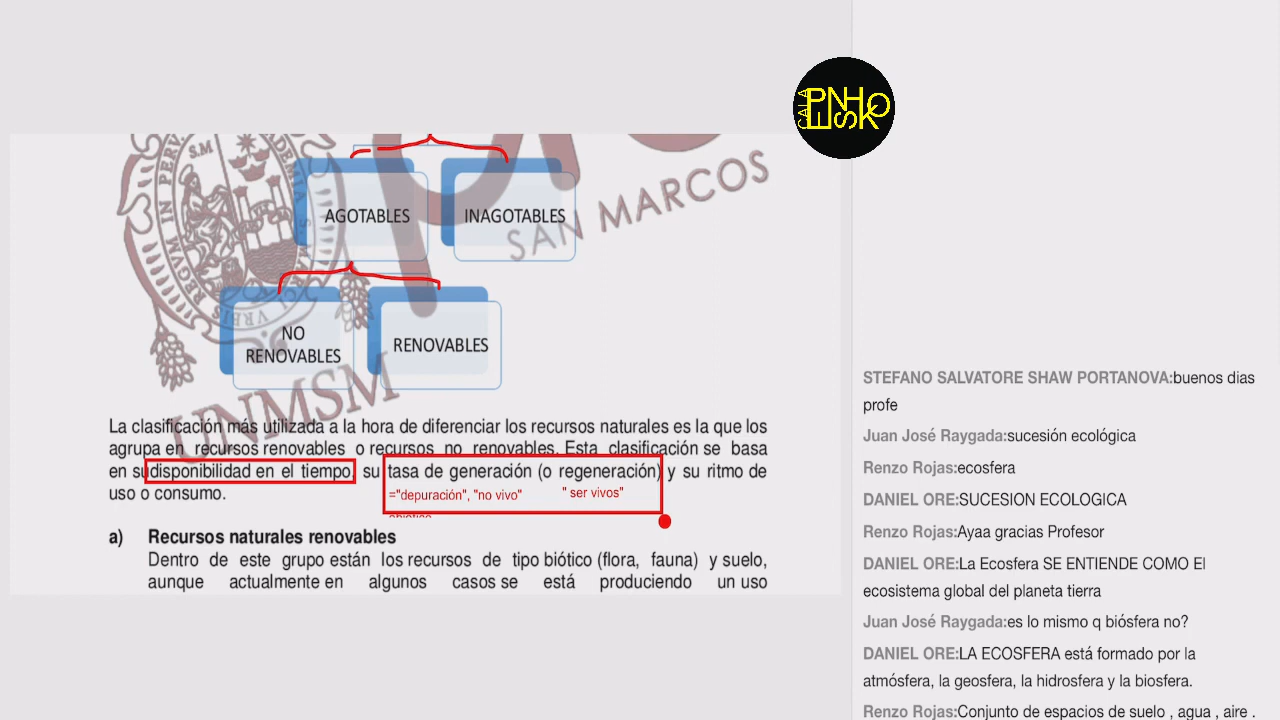 CALA
PENHOESK
AGOTABLES
INAGOTABLES
SAN MARCOS
S.M
NO
RENOVABLES
RENOVABLES
UNMSM
La clasificación más utilizada a la hora de diferenciar los recursos naturales es la que los
agrupa en recursos renovables o recursos no renovables. Esta clasificación se basa
en su disponibilidad en el tiempo, su tasa de generación (o regeneración) y su ritmo de
="depuración", "no vivo" " ser vivos"
uso o consumo.
a) Recursos naturales renovables
Dentro de este grupo están los recursos de tipo biótico (flora, fauna) y suelo,
aunque actualmente en algunos casos se está produciendo un uso
STEFANO SALVATORE SHAW PORTANOVA:buenos dias
profe
Juan José Raygada:sucesión ecológica
Renzo Rojas:ecosfera
DANIEL ORE:SUCESION ECOLOGICA
Renzo Rojas:Ayaa gracias Profesor
DANIEL ORE:La Ecosfera SE ENTIENDE COMO El
ecosistema global del planeta tierra
Juan José Raygada:es lo mismo q biósfera no?
DANIEL ORE:LA ECOSFERA está formado por la
atmósfera, la geosfera, la hidrosfera y la biosfera.
Renzo Rojas:Conjunto de espacios de suelo , agua , aire .